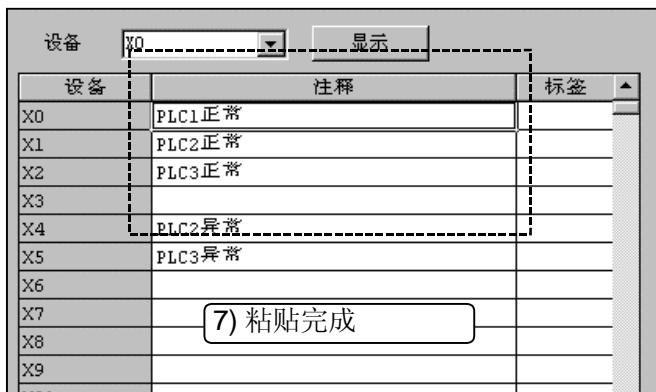 设备 X0 显示
设备 注释 标签
X0 PLC1正常
X1 PLC2正常
X2 PLC3正常
X3
X4 PLC2异常
X5 PLC3异常
X6
X7
7) 粘贴完成
X8
X9